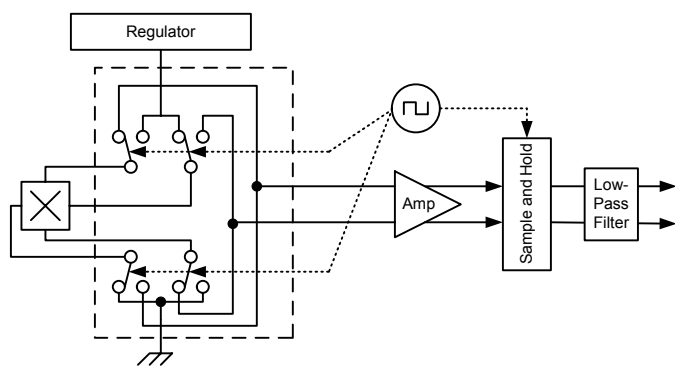 Regulator
Amp
Sample and Hold
Low-
Pass
Filter